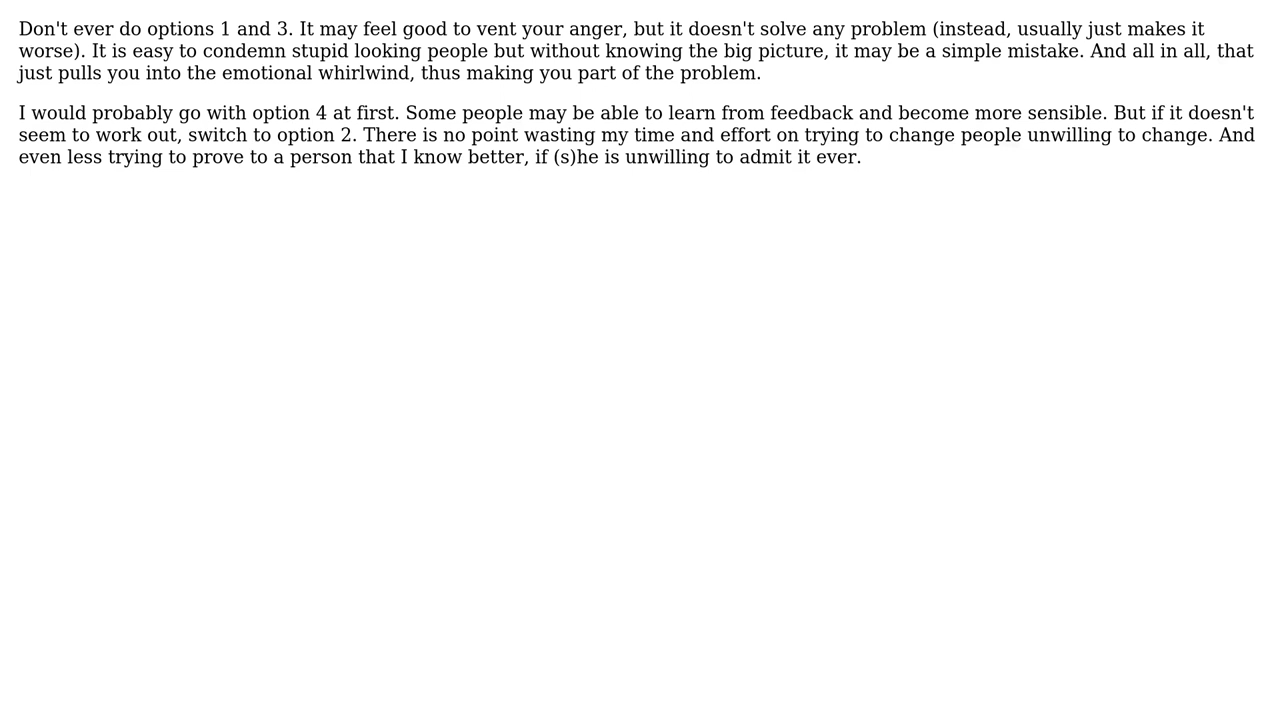 Don't ever do options 1 and 3. It may feel good to vent your anger, but it doesn't solve any problem (instead, usually just makes it
worse). It is easy to condemn stupid looking people but without knowing the big picture, it may be a simple mistake. And all in all, that
just pulls you into the emotional whirlwind, thus making you part of the problem.
I would probably go with option 4 at first. Some people may be able to learn from feedback and become more sensible. But if it doesn't
seem to work out, switch to option 2. There is no point wasting my time and effort on trying to change people unwilling to change. And
even less trying to prove to a person that I know better, if (s)he is unwilling to admit it ever.